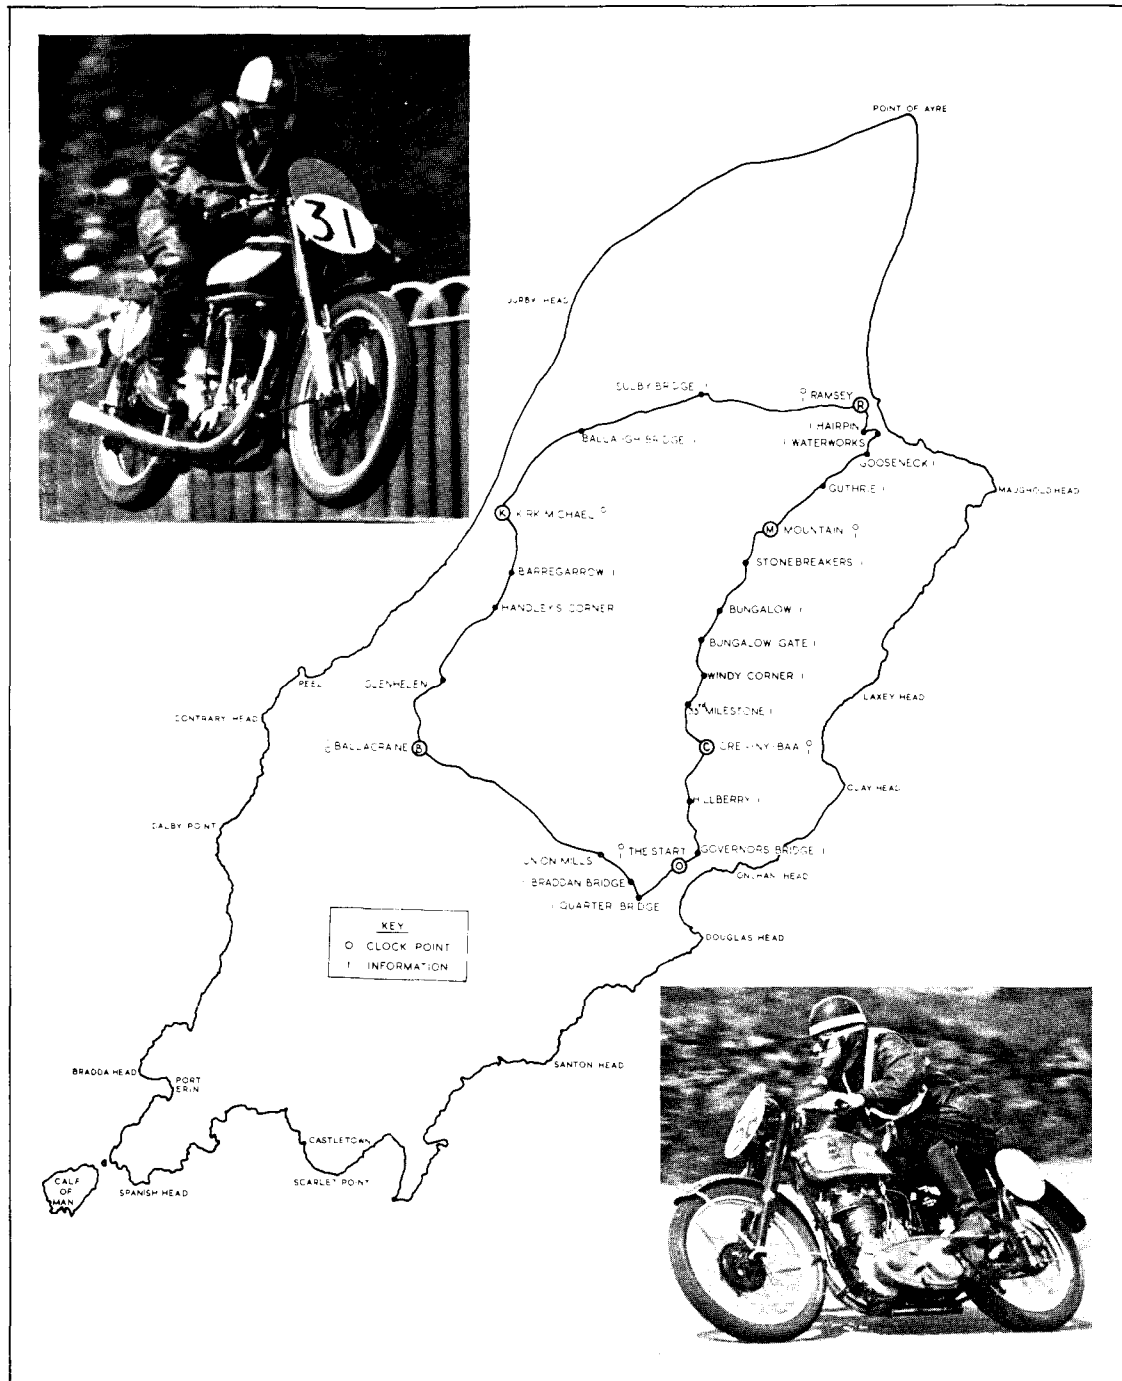 31
POINT OF AYRE
JURBY HEAD
SULBY BRIDGE I
O I RAMSEY
R
I HAIRPIN
BALLAUGH BRIDGE I
I WATERWORKS
GOOSENECK I
GUTHRIE I
MAUGHOLD HEAD
K
KIRK MICHAEL O
M
MOUNTAIN O I
STONEBREAKERS I
BARREGARROW I
HANDLEYS CORNER
BUNGALOW I
BUNGALOW GATE I
WINDY CORNER I
PEEL
GLENHELEN
LAXEY HEAD
MILESTONE I
CONTRARY HEAD
BALLACRAINE
B
C
CREG-NY-BAA O I
CLAY HEAD
HILLBERRY I
DALBY POINT
O I THE START
GOVERNORS BRIDGE I
UNION MILLS
O
ONCHAN HEAD
I BRADDAN BRIDGE
I QUARTER BRIDGE
DOUGLAS HEAD
KEY
O CLOCK POINT
I INFORMATION
SANTON HEAD
BRADDA HEAD
PORT
ERIN
CASTLETOWN
SCARLET POINT
CALF
OF
MAN
SPANISH HEAD